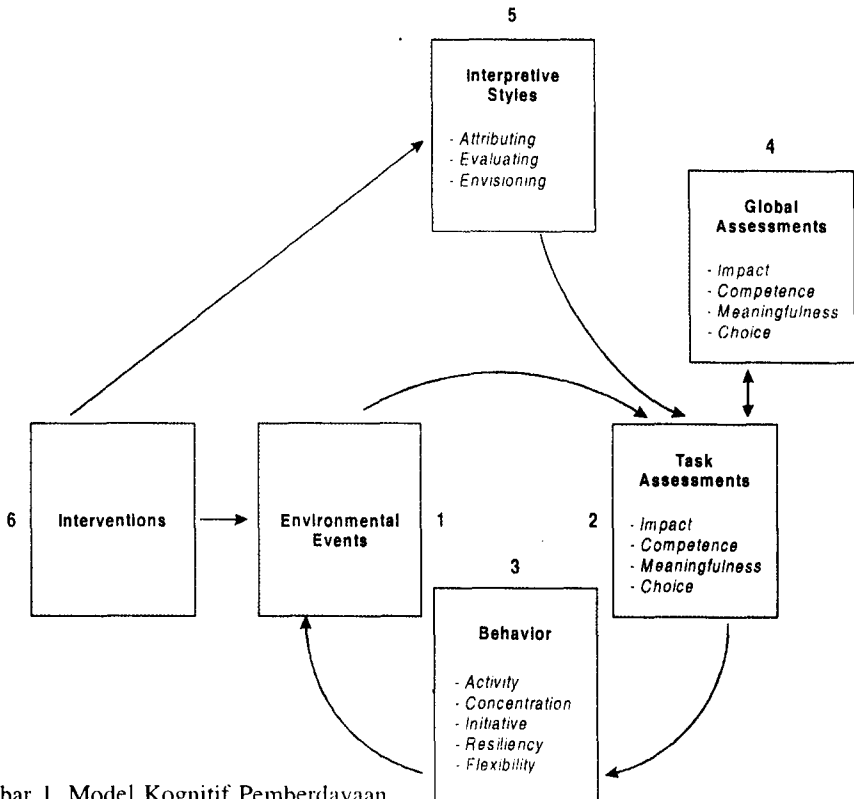 5
Interpretive
Styles
- Attributing
- Evaluating
- Envisioning
4
Global
Assessments
- Impact
- Competence
- Meaningfulness
- Choice
6
Interventions
Environmental
Events
1
2
Task
Assessments
- Impact
- Competence
- Meaningfulness
- Choice
3
Behavior
- Activity
- Concentration
- Initiative
- Resiliency
- Flexibility
bar 1. Model Kognitif Pemberdayaan